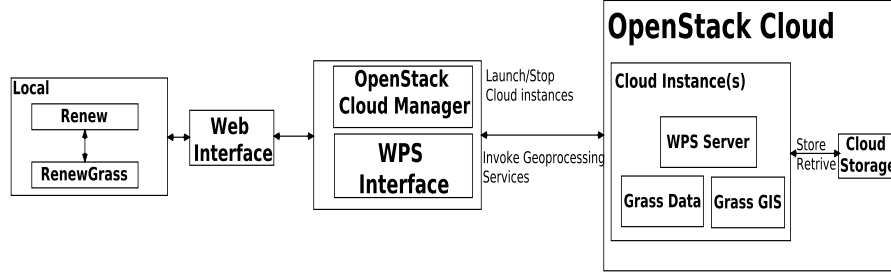 Local
Renew
RenewGrass
Web
Interface
OpenStack
Cloud Manager
WPS
Interface
Launch/Stop
Cloud instances
Invoke Geoprocessing
Services
OpenStack Cloud
Cloud Instance(s)
WPS Server
Grass Data
Grass GIS
Store
Retrive
Cloud
Storage